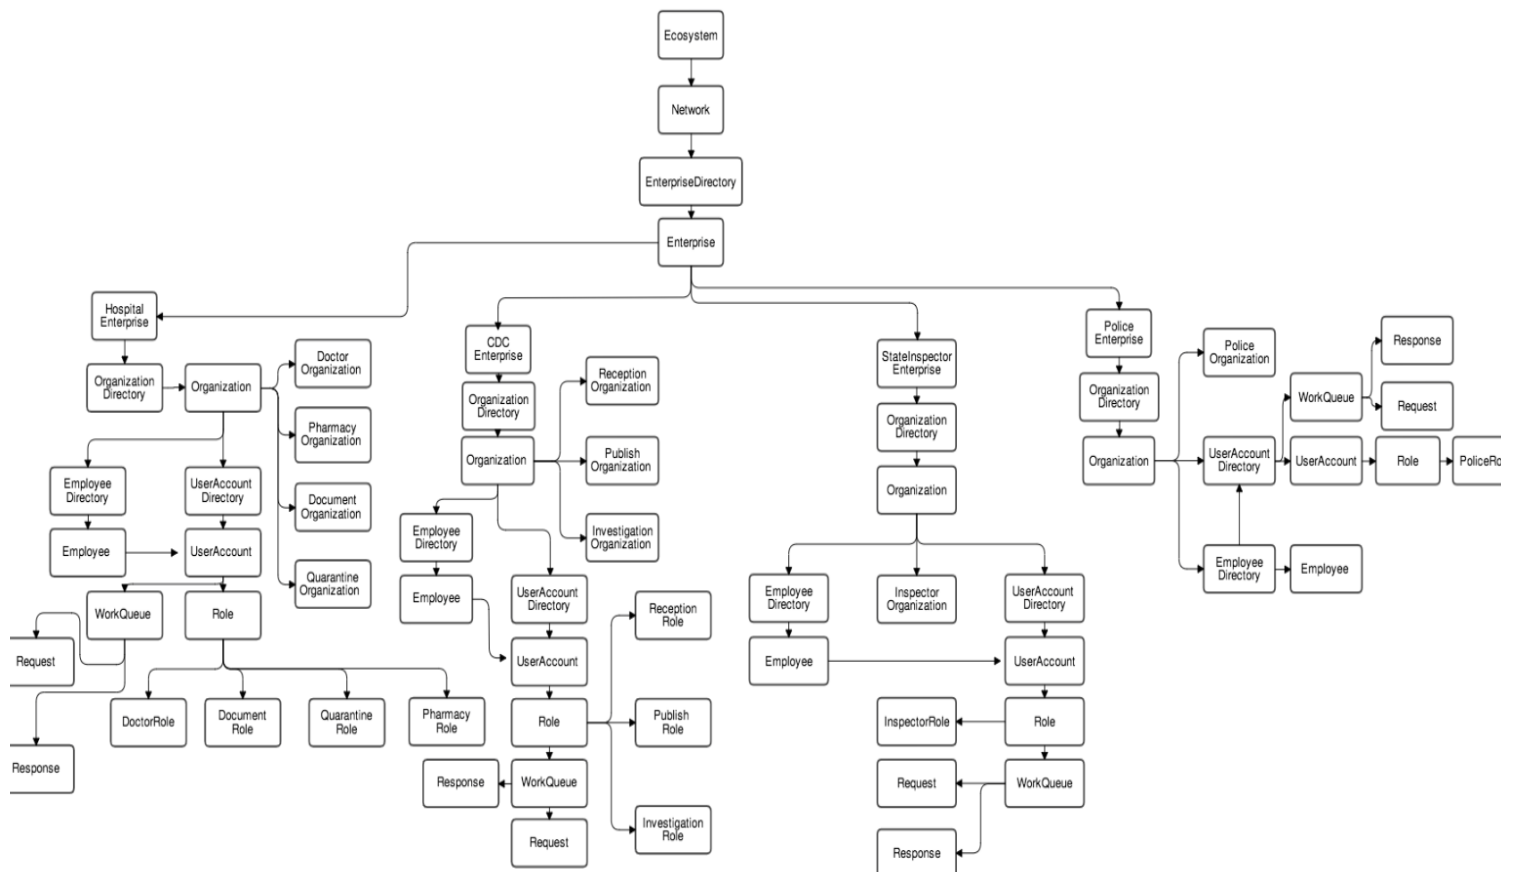 Ecosystem
Network
EnterpriseDirectory
Enterprise
Hospital
Enterprise
Organization
Directory
Organization
Doctor
Organization
Pharmacy
Organization
Document
Organization
Quarantine
Organization
Employee
Directory
UserAccount
Directory
Employee
UserAccount
WorkQueue
Role
Request
Response
DoctorRole
Document
Role
Quarantine
Role
Pharmacy
Role
CDC
Enterprise
Organization
Directory
Organization
Reception
Organization
Publish
Organization
Investigation
Organization
Employee
Directory
Employee
UserAccount
Directory
UserAccount
Role
Reception
Role
Publish
Role
Investigation
Role
Response
WorkQueue
Request
StateInspector
Enterprise
Organization
Directory
Organization
Employee
Directory
Inspector
Organization
UserAccount
Directory
Employee
UserAccount
InspectorRole
Role
Request
WorkQueue
Response
Police
Enterprise
Organization
Directory
Organization
Police
Organization
UserAccount
Directory
Employee
Directory
WorkQueue
Response
Request
UserAccount
Role
PoliceRo
Employee